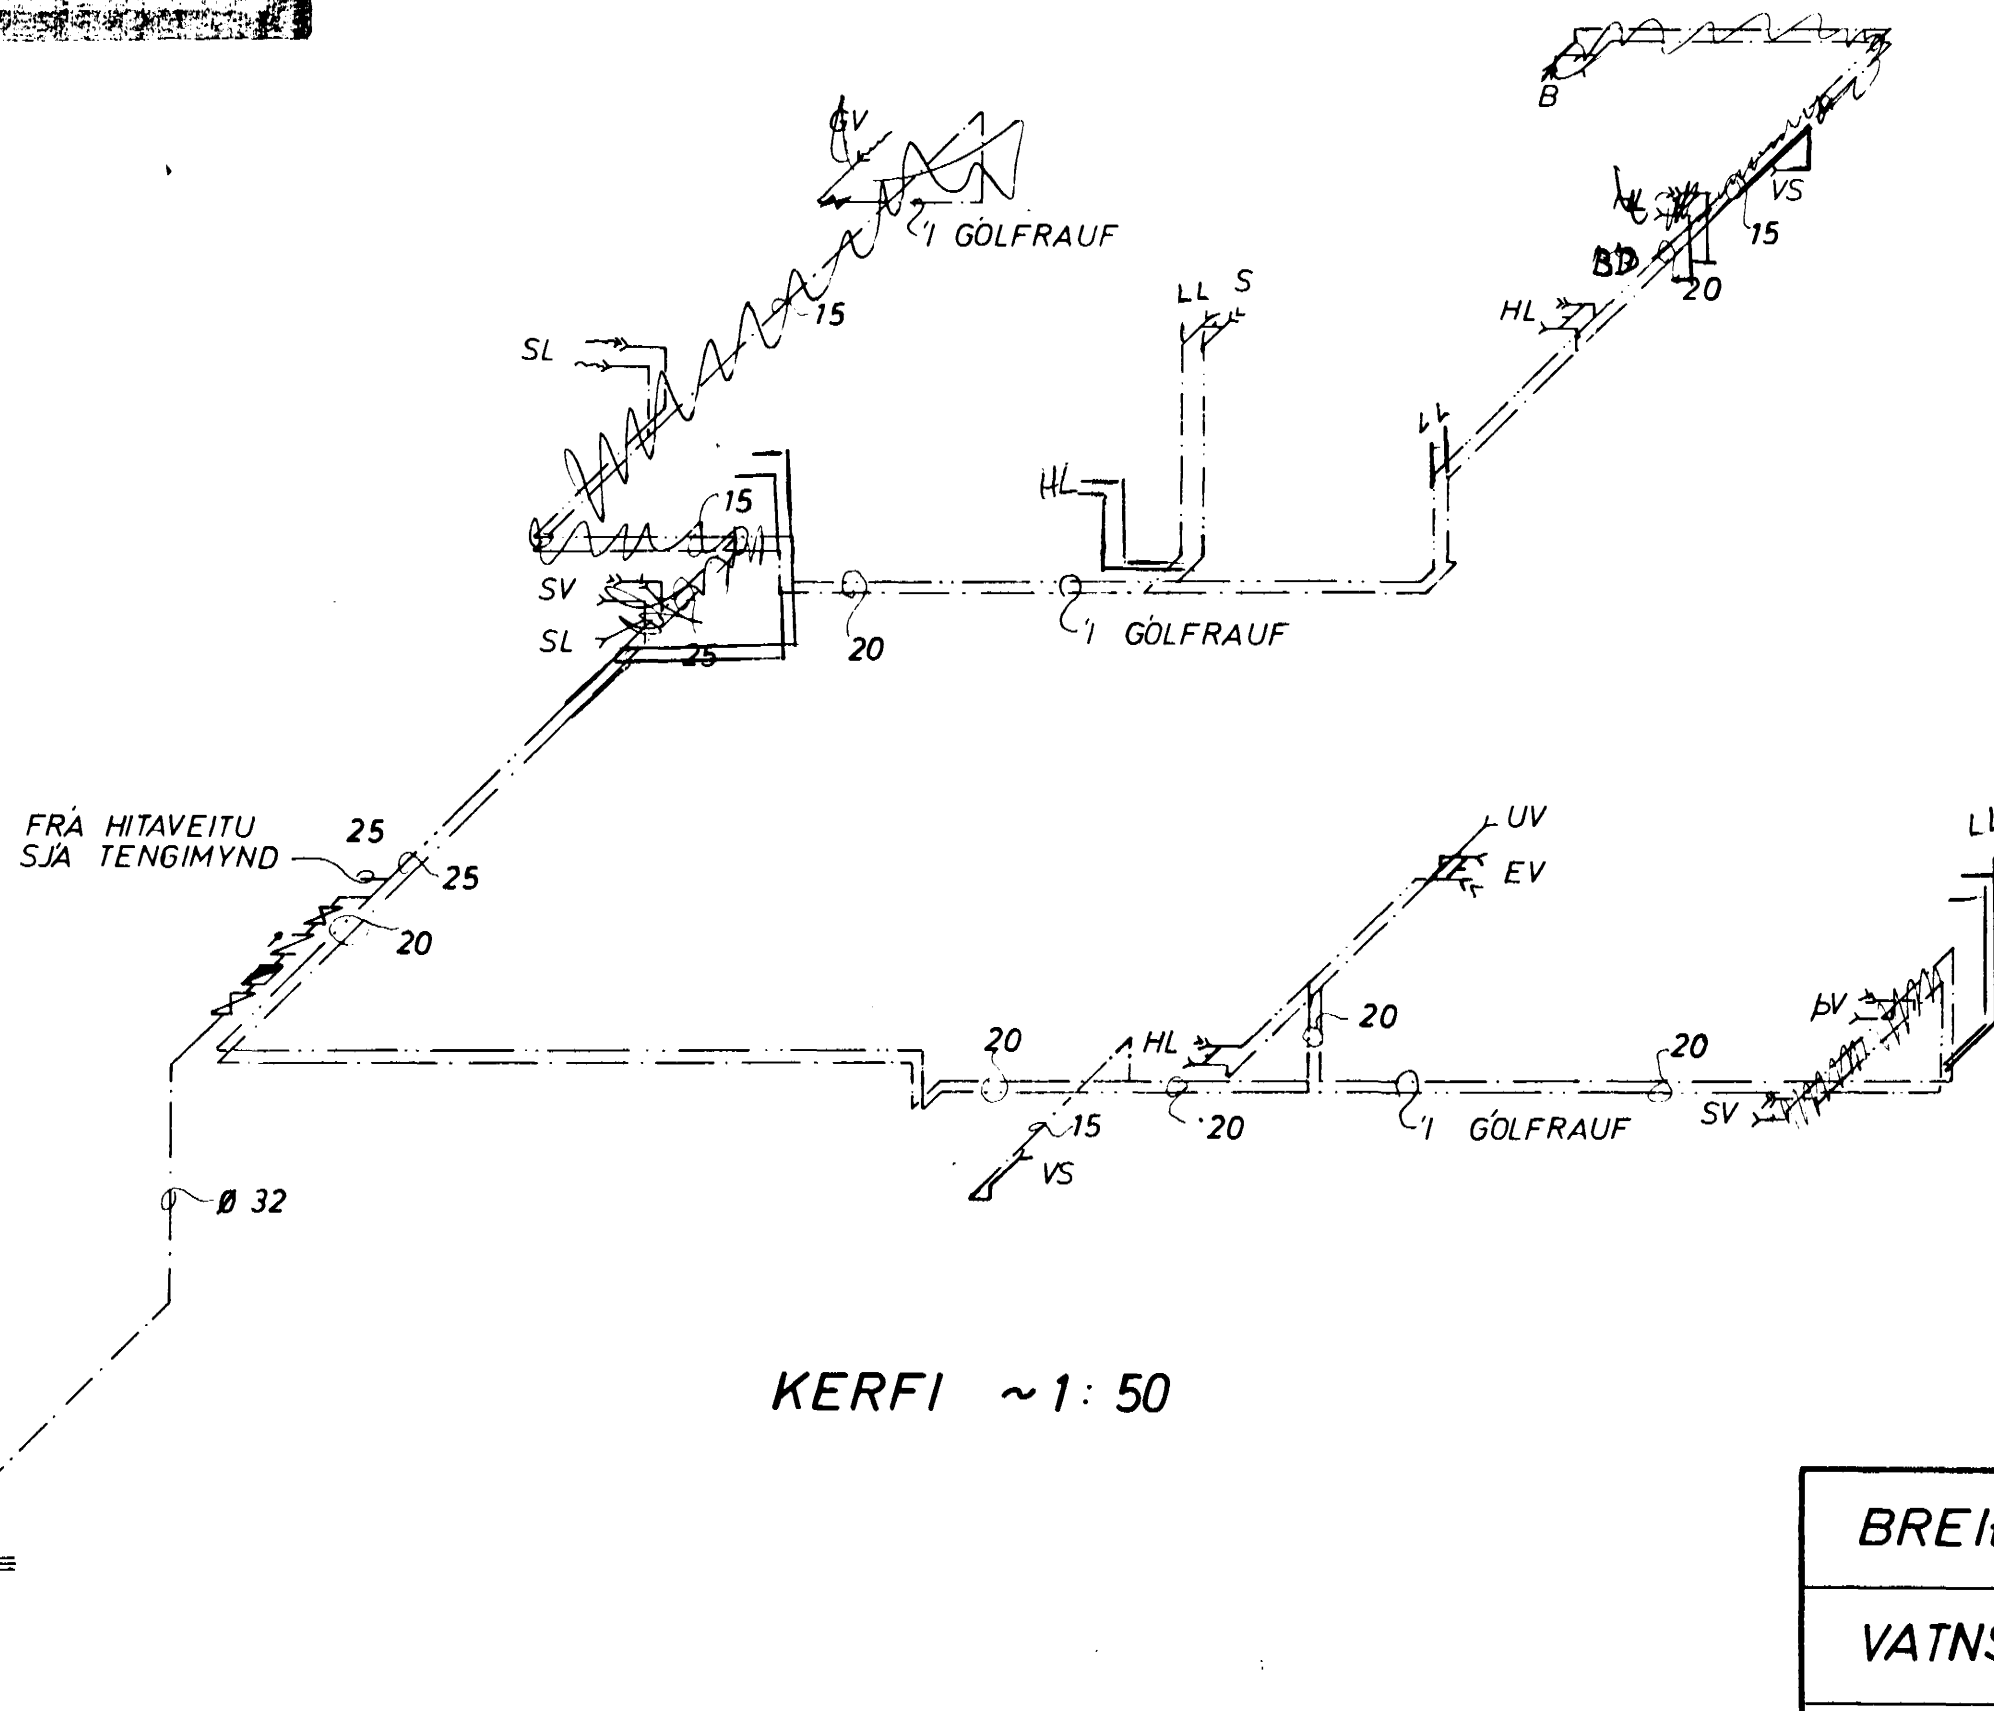 B
GV
VS
'I GÓLFRAUF
15
BD
15
20
S
LL
HL
SL
LL
HL
15
SV
SL
25
20
'I GÓLFRAUF
FRÁ HITAVEITU
SJÁ TENGIMYND
25
25
20
UV
EV
LL
ÞV
20
20
HL
20
SV
15
20
'I GÓLFRAUF
VS
Ø 32
KERFI ~1:50
BREI
VATNS